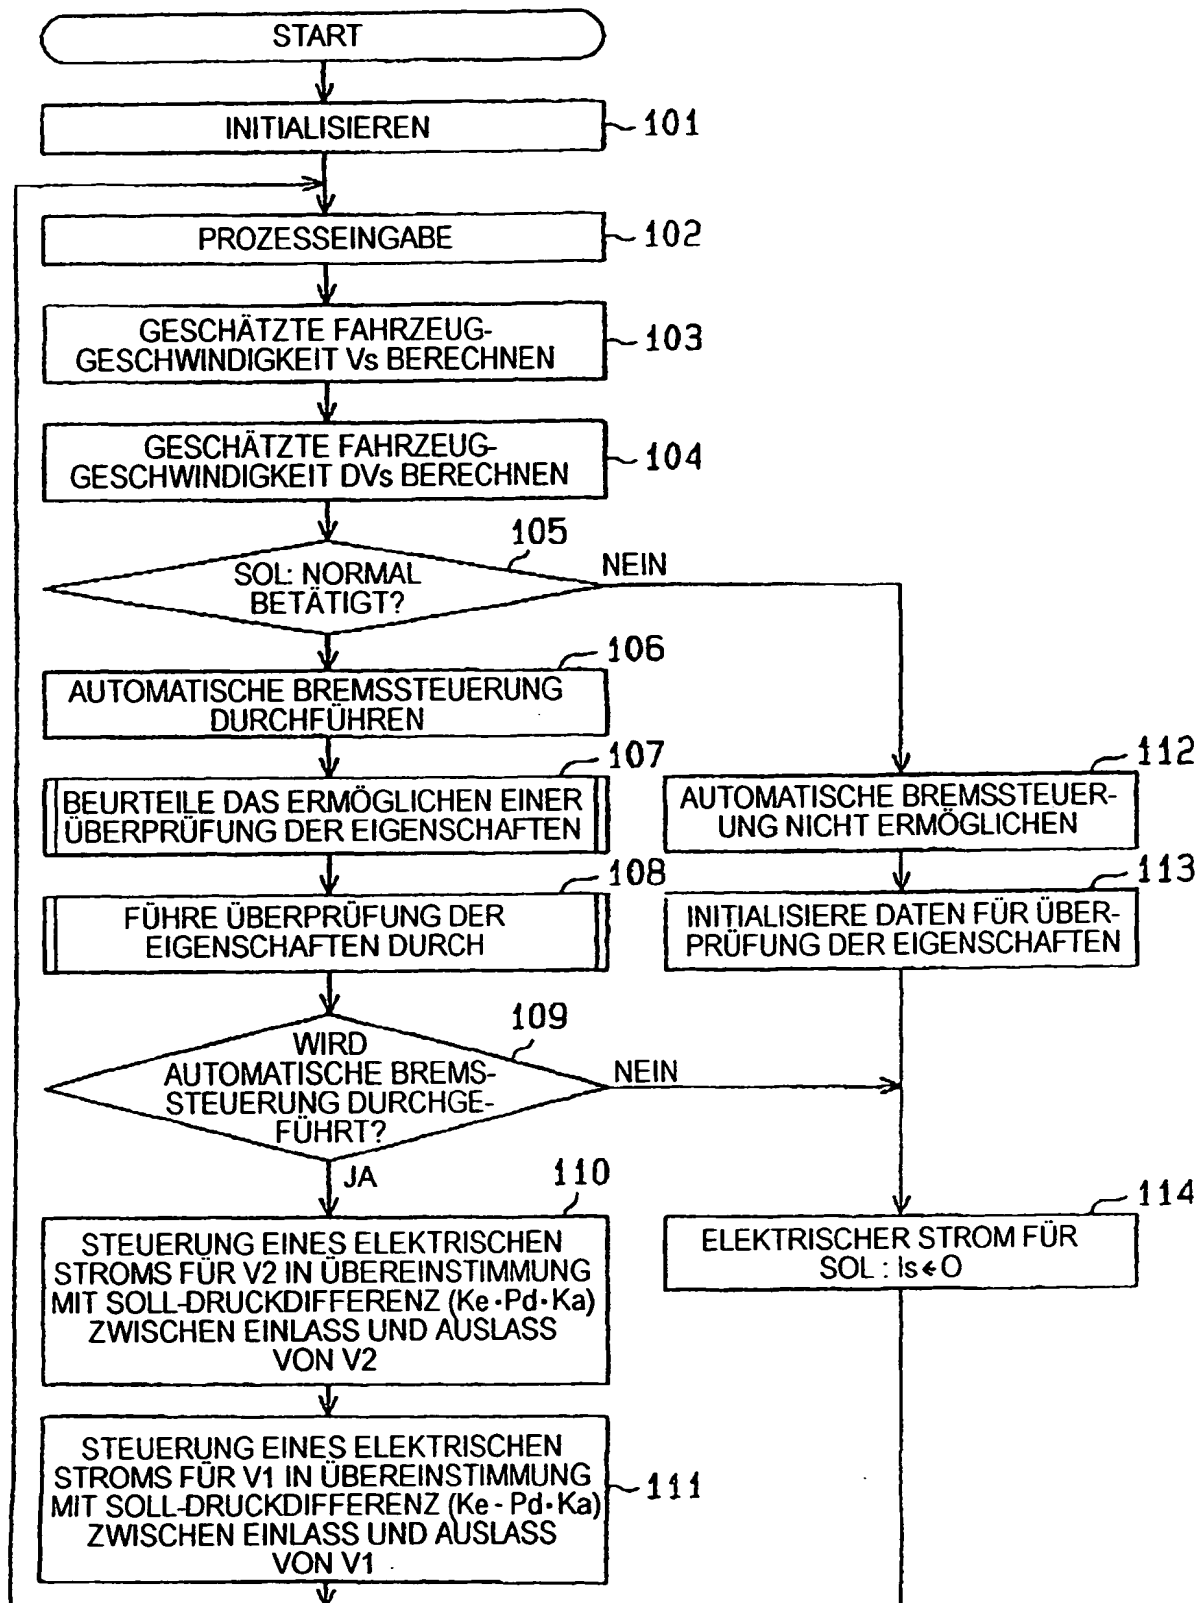 START
INITIALISIEREN
101
PROZESSEINGABE
102
GESCHÄTZTE FAHRZEUG-
GESCHWINDIGKEIT Vs BERECHNEN
103
GESCHÄTZTE FAHRZEUG-
GESCHWINDIGKEIT DVs BERECHNEN
104
105
SOL: NORMAL
BETÄTIGT?
NEIN
106
AUTOMATISCHE BREMSSTEUERUNG
DURCHFÜHREN
107
BEURTEILE DAS ERMÖGLICHEN EINER
ÜBERPRÜFUNG DER EIGENSCHAFTEN
112
AUTOMATISCHE BREMSSTEUER-
UNG NICHT ERMÖGLICHEN
108
FÜHRE ÜBERPRÜFUNG DER
EIGENSCHAFTEN DURCH
113
INITIALISIERE DATEN FÜR ÜBER-
PRÜFUNG DER EIGENSCHAFTEN
109
WIRD
AUTOMATISCHE BREMS-
STEUERUNG DURCHGE-
FÜHRT?
NEIN
JA
110
STEUERUNG EINES ELEKTRISCHEN
STROMS FÜR V2 IN ÜBEREINSTIMMUNG
MIT SOLL-DRUCKDIFFERENZ (Ke·Pd·Ka)
ZWISCHEN EINLASS UND AUSLASS
VON V2
114
ELEKTRISCHER STROM FÜR
SOL : Is←O
STEUERUNG EINES ELEKTRISCHEN
STROMS FÜR V1 IN ÜBEREINSTIMMUNG
MIT SOLL-DRUCKDIFFERENZ (Ke - Pd·Ka)
ZWISCHEN EINLASS UND AUSLASS
VON V1
111